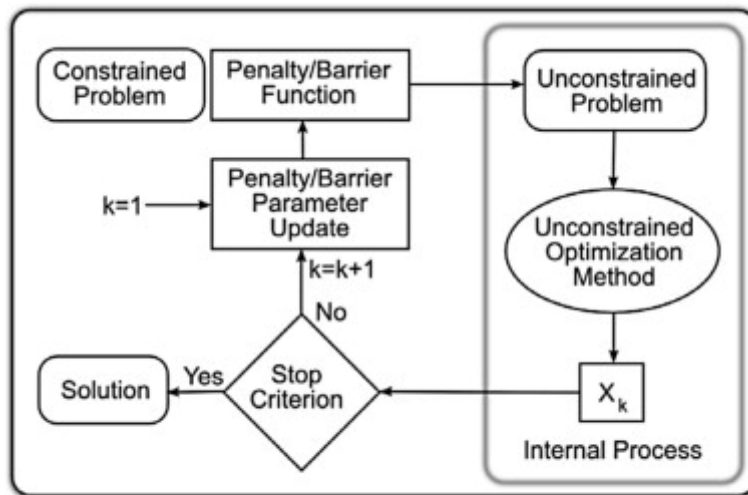 Constrained
Problem
Penalty/Barrier
Function
Unconstrained
Problem
k=1
Penalty/Barrier
Parameter
Update
Unconstrained
Optimization
Method
k=k+1
No
Solution
Yes
Stop
Criterion
Xk
Internal Process